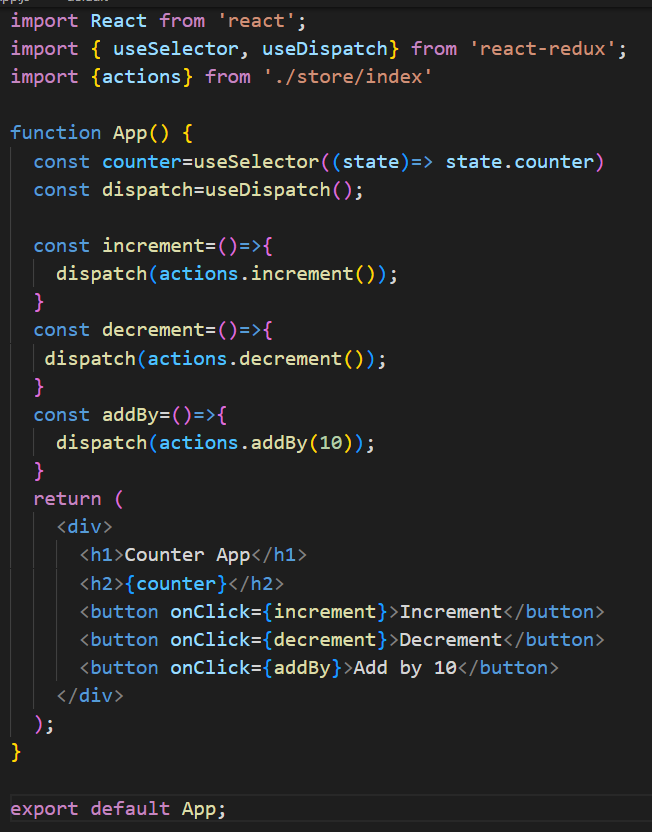 import React from 'react';
import { useSelector, useDispatch} from 'react-redux';
import {actions} from './store/index'

function App() {
  const counter=useSelector((state)=> state.counter)
  const dispatch=useDispatch();

  const increment=()=>{
    dispatch(actions.increment());
  }
  const decrement=()=>{
   dispatch(actions.decrement());
  }
  const addBy=()=>{
    dispatch(actions.addBy(10));
  }
  return (
    <div>
      <h1>Counter App</h1>
      <h2>{counter}</h2>
      <button onClick={increment}>Increment</button>
      <button onClick={decrement}>Decrement</button>
      <button onClick={addBy}>Add by 10</button>
    </div>
  );
}

export default App;